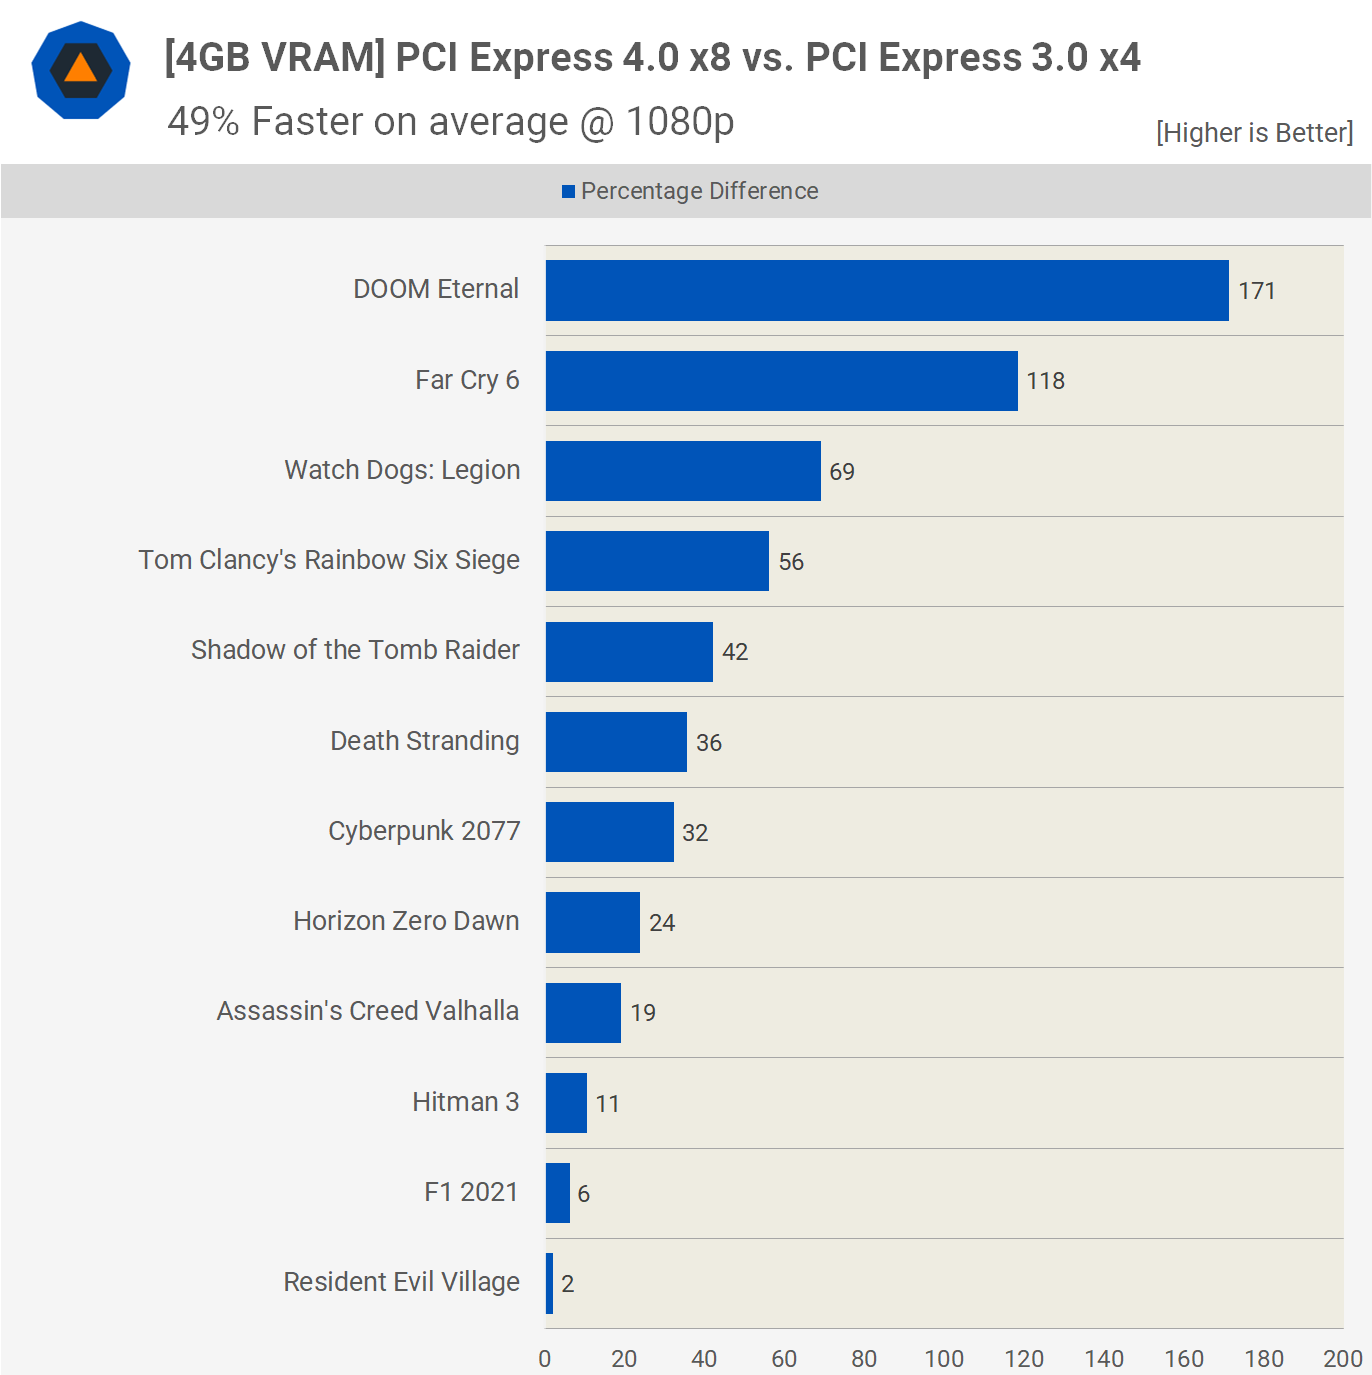 [4GB VRAM] PCI Express 4.0 x8 vs. PCI Express 3.0 x4
49% Faster on average @ 1080p
[Higher is Better]
Percentage Difference
DOOM Eternal 171
Far Cry 6 118
Watch Dogs: Legion 69
Tom Clancy's Rainbow Six Siege 56
Shadow of the Tomb Raider 42
Death Stranding 36
Cyberpunk 2077 32
Horizon Zero Dawn 24
Assassin's Creed Valhalla 19
Hitman 3 11
F1 2021 6
Resident Evil Village 2
0 20 40 60 80 100 120 140 160 180 200